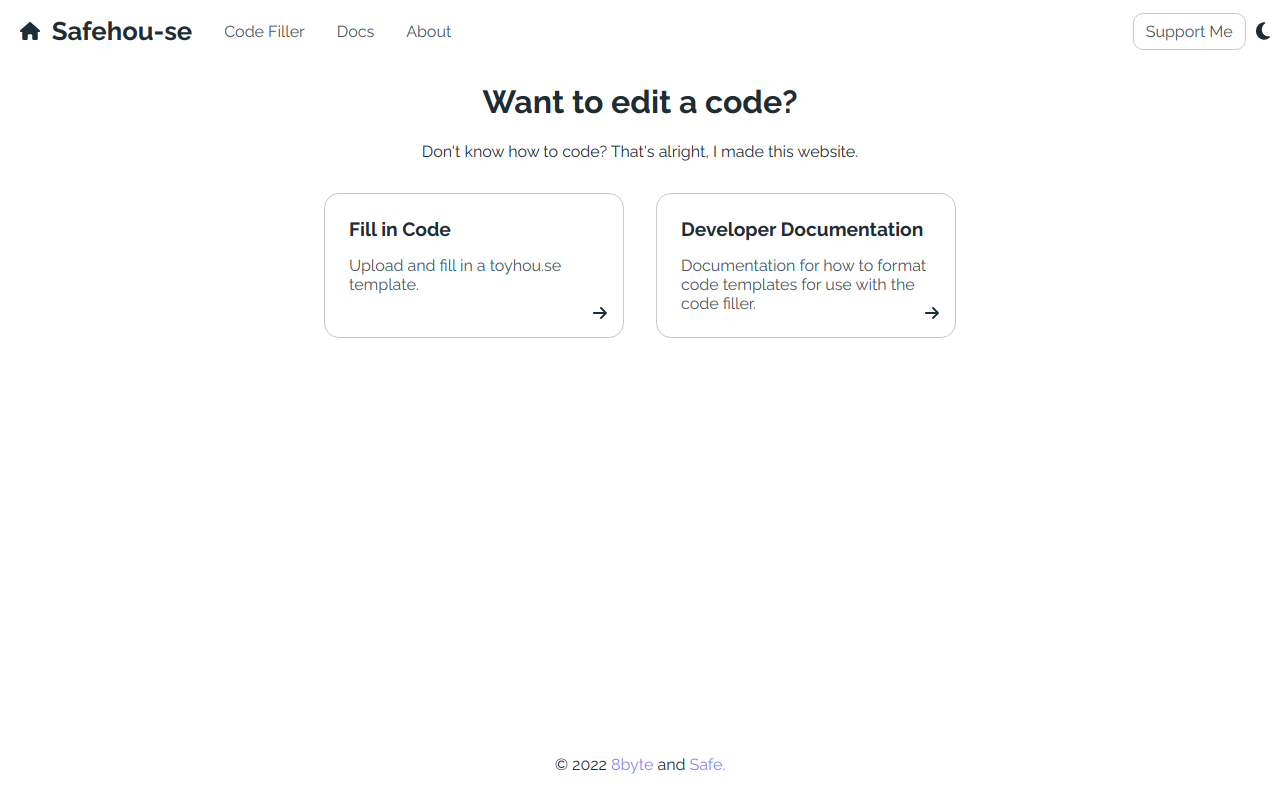 Safehou-se
Code Filler
Docs
About
Support Me
Want to edit a code?
Don't know how to code? That's alright, I made this website.
Fill in Code
Upload and fill in a toyhou.se
template.
Developer Documentation
Documentation for how to format
code templates for use with the
code filler.
© 2022 8byte and Safe.